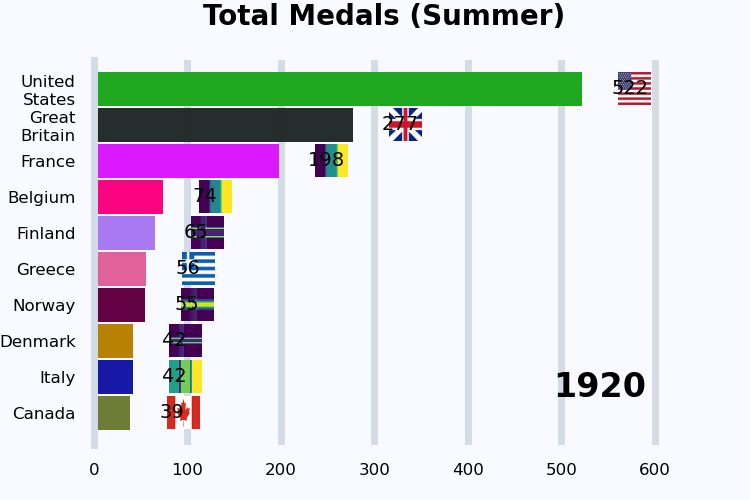 Total Medals (Summer)
United
States
522
Great
Britain
277
France
198
Belgium
74
Finland
65
Greece
56
Norway
55
Denmark
42
Italy
42
Canada
39
1920
0
100
200
300
400
500
600